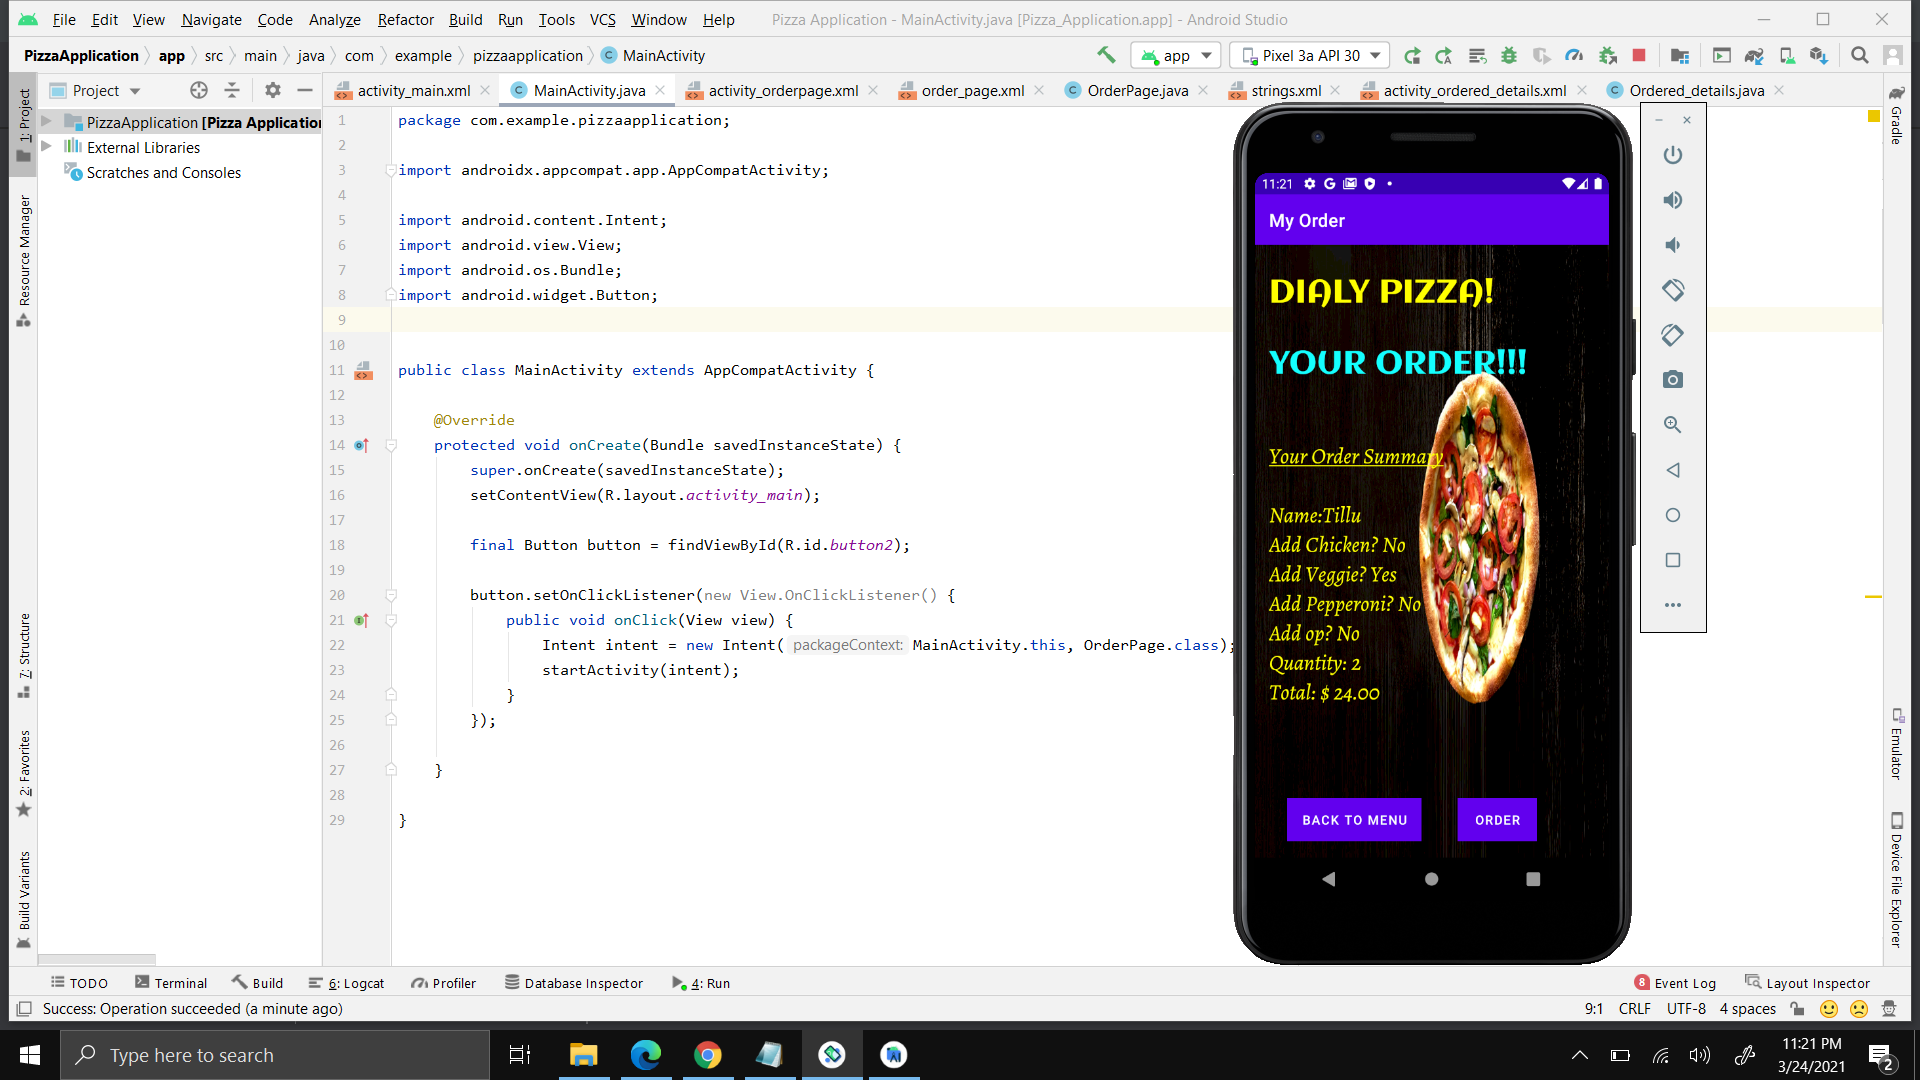 File Edit View Navigate Code Analyze Refactor Build Run Tools VCS Window Help Pizza Application - MainActivity.java [Pizza_Application.app] - Android Studio
PizzaApplication app src main java com example pizzaapplication MainActivity app Pixel 3a API 30
Project activity_main.xml MainActivity.java activity_orderpage.xml order_page.xml OrderPage.java strings.xml activity_ordered_details.xml Ordered_details.java
PizzaApplication [Pizza Application
External Libraries
Scratches and Consoles
1: Project
Resource Manager
7: Structure
2: Favorites
Build Variants
1 package com.example.pizzaapplication;
2
3 import androidx.appcompat.app.AppCompatActivity;
4
5 import android.content.Intent;
6 import android.view.View;
7 import android.os.Bundle;
8 import android.widget.Button;
9
10
11 public class MainActivity extends AppCompatActivity {
12
13 @Override
14 protected void onCreate(Bundle savedInstanceState) {
15 super.onCreate(savedInstanceState);
16 setContentView(R.layout.activity_main);
17
18 final Button button = findViewById(R.id.button2);
19
20 button.setOnClickListener(new View.OnClickListener() {
21 public void onClick(View view) {
22 Intent intent = new Intent( packageContext: MainActivity.this, OrderPage.class);
23 startActivity(intent);
24 }
25 });
26
27 }
28
29 }
11:21
My Order
DIALY PIZZA!
YOUR ORDER!!!
Your Order Summary
Name:Tillu
Add Chicken? No
Add Veggie? Yes
Add Pepperoni? No
Add op? No
Quantity: 2
Total: $ 24.00
BACK TO MENU ORDER
Gradle
Emulator
Device File Explorer
TODO Terminal Build 6: Logcat Profiler Database Inspector 4: Run 8 Event Log Layout Inspector
Success: Operation succeeded (a minute ago) 9:1 CRLF UTF-8 4 spaces
Type here to search 11:21 PM
3/24/2021 2